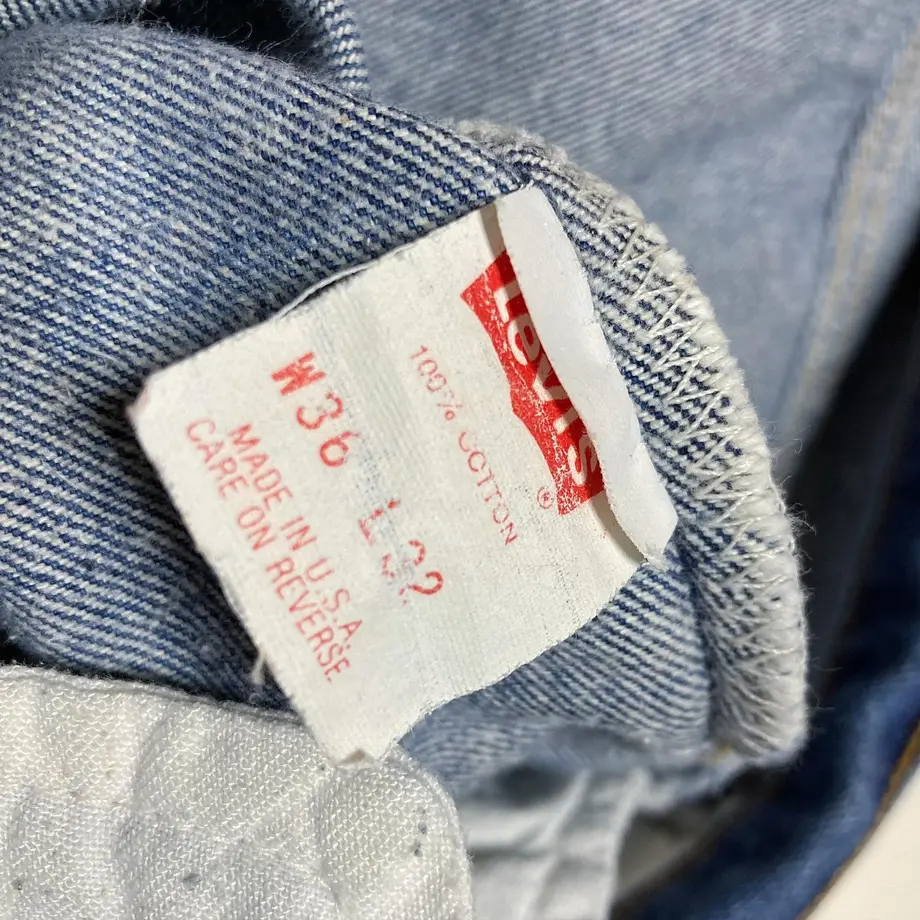 Levi's®
100% COTTON
W36 L32
MADE IN U.S.A.
CARE ON REVERSE.